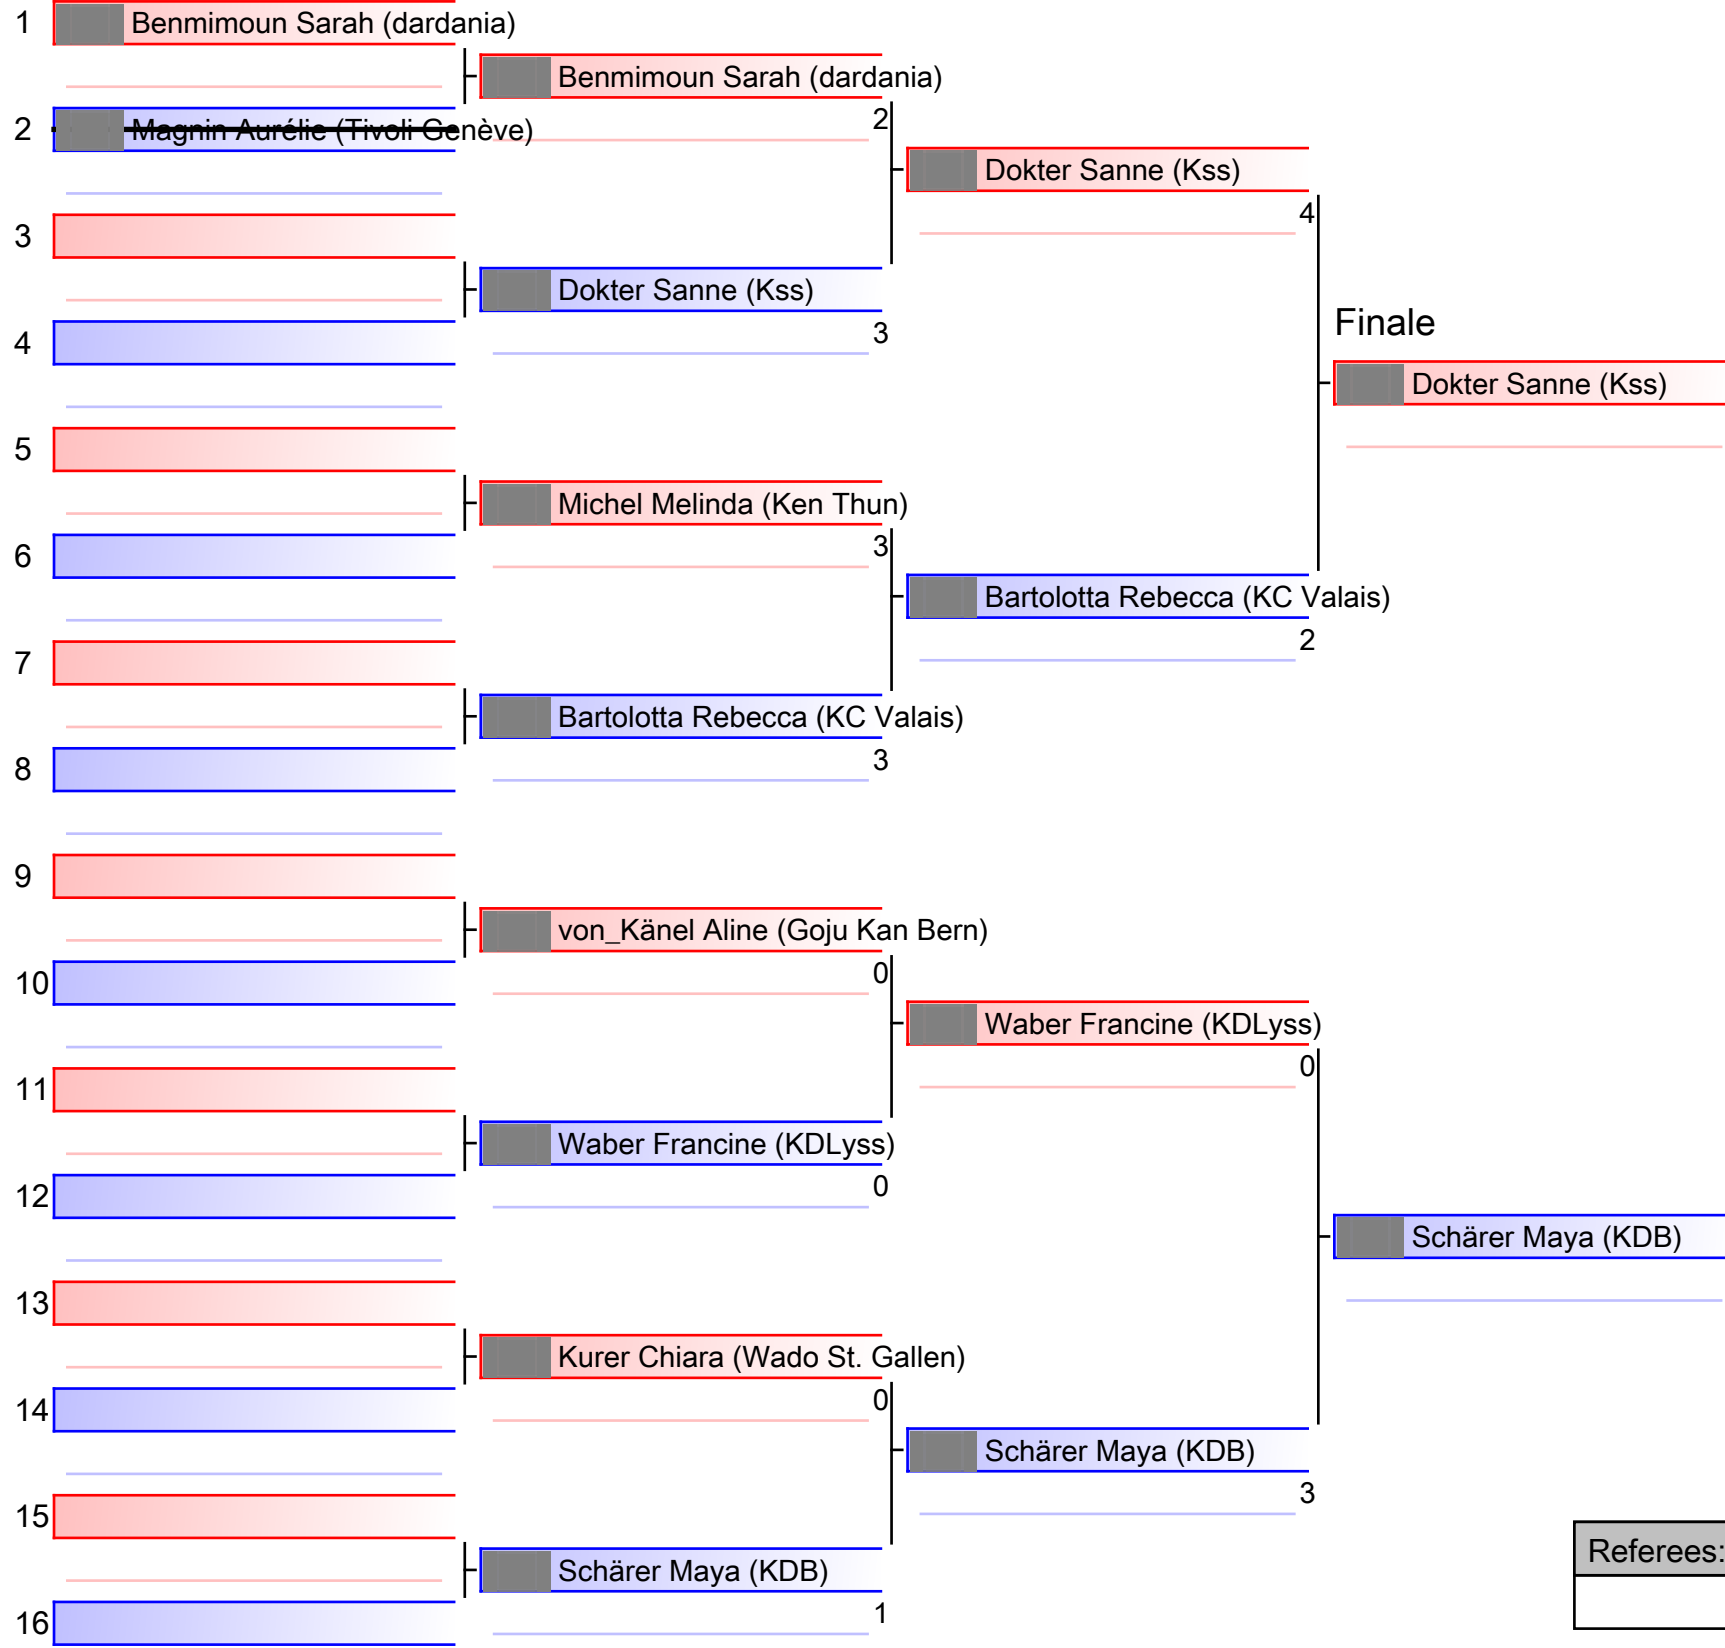 1 Benmimoun Sarah (dardania)
Benmimoun Sarah (dardania)
2
2 Magnin Aurélie (Tivoli Genève)
Dokter Sanne (Kss)
4
3
Dokter Sanne (Kss)
3
4
Finale
Dokter Sanne (Kss)
5
Michel Melinda (Ken Thun)
3
6
Bartolotta Rebecca (KC Valais)
2
7
Bartolotta Rebecca (KC Valais)
3
8
9
von_Känel Aline (Goju Kan Bern)
0
10
Waber Francine (KDLyss)
0
11
Waber Francine (KDLyss)
0
12
Schärer Maya (KDB)
13
Kurer Chiara (Wado St. Gallen)
0
14
Schärer Maya (KDB)
3
15
Referees:
Schärer Maya (KDB)
1
16